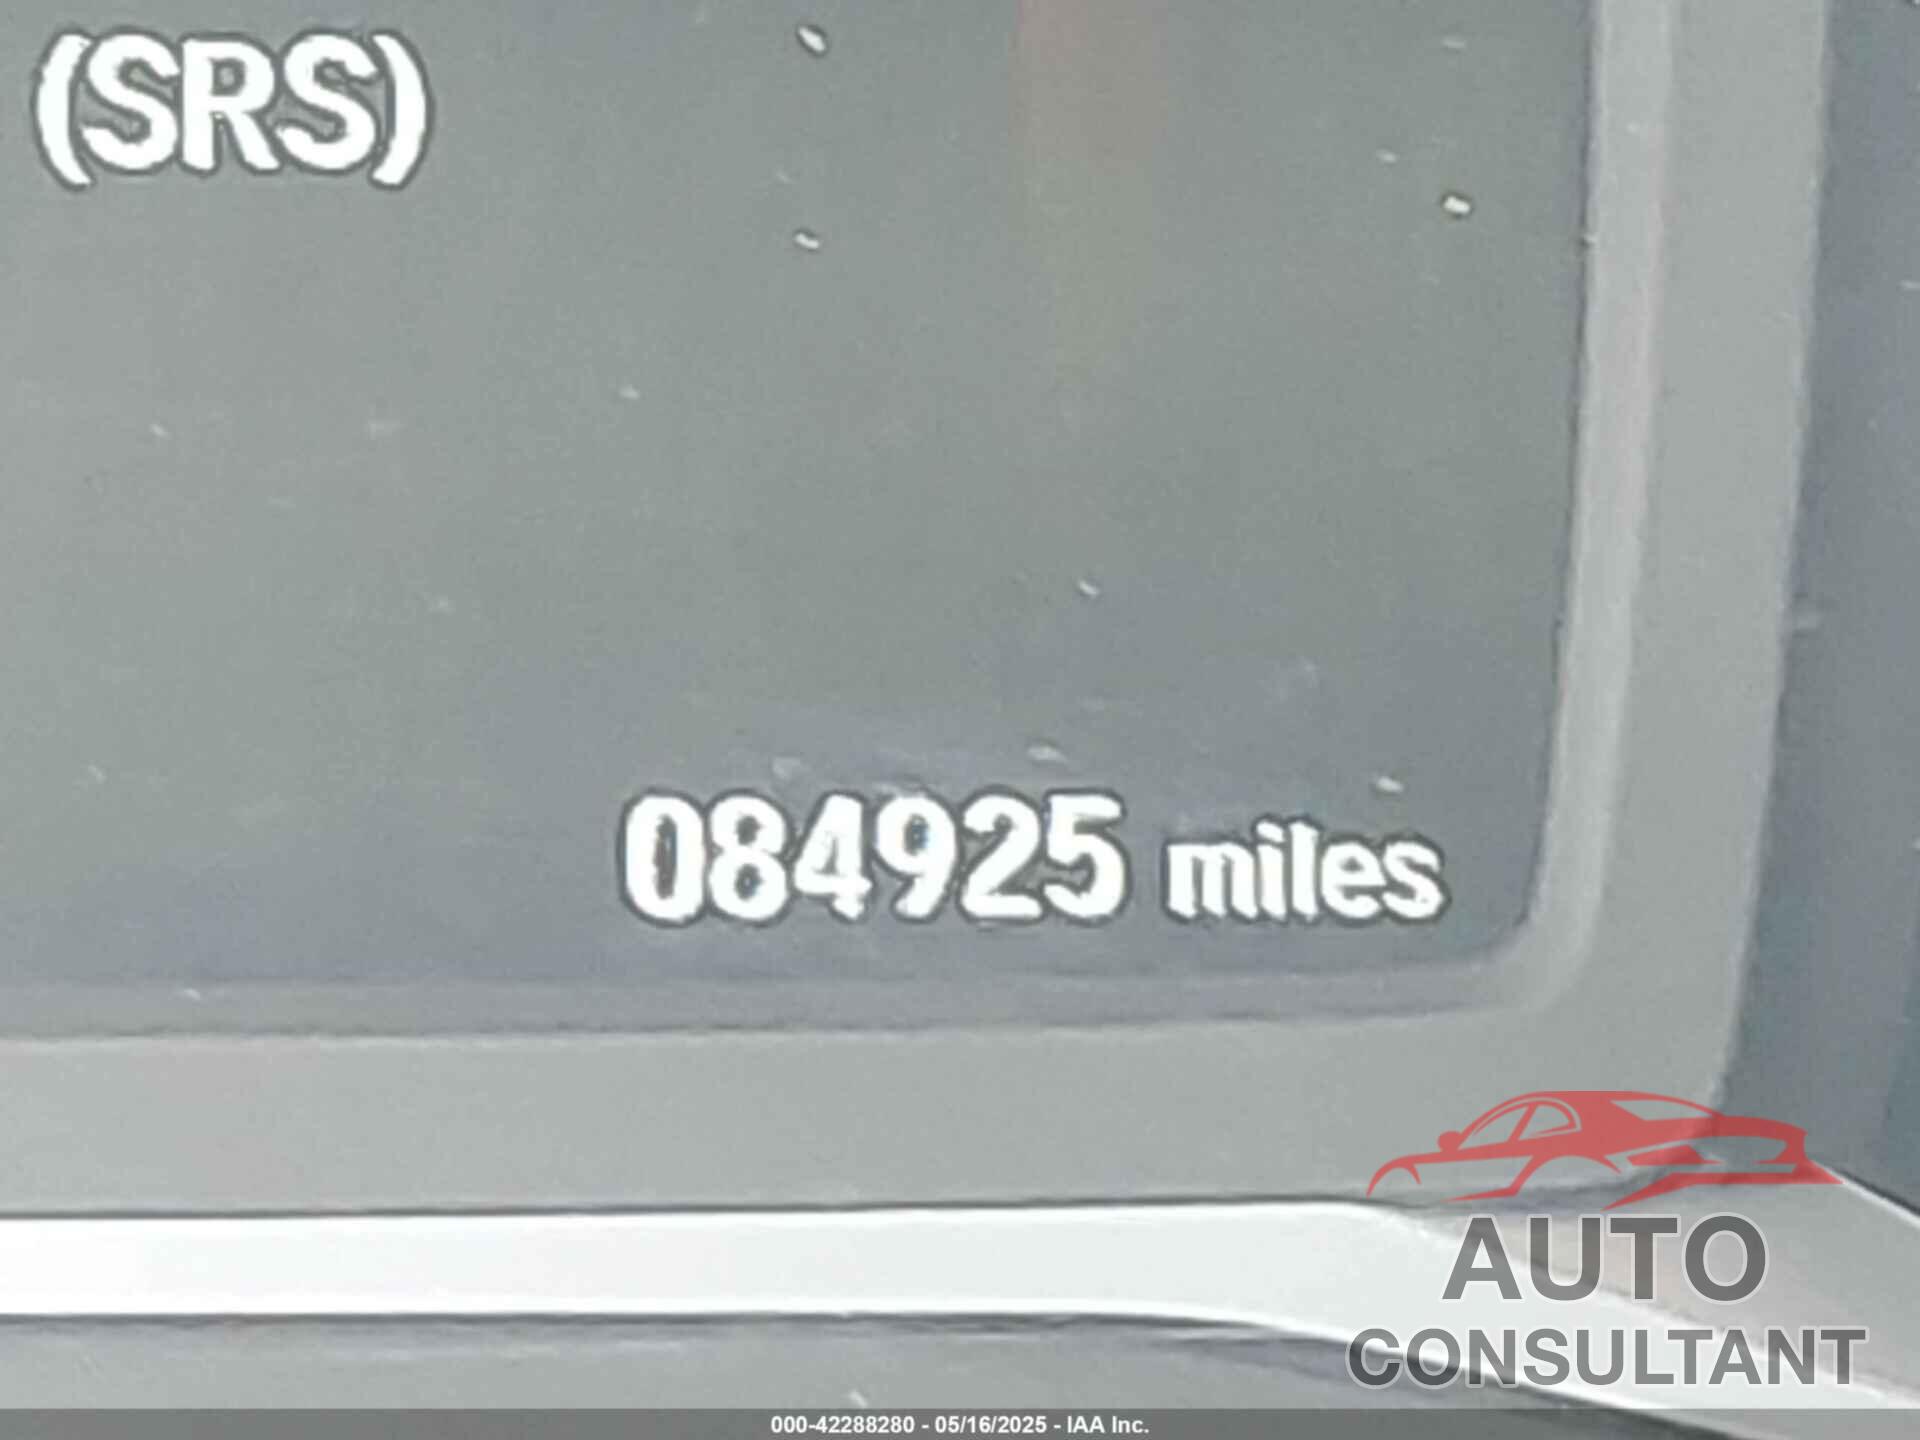 (SRS)
084925 miles
AUTO
CONSULTANT
000-42288280 - 05/16/2025 - IAA Inc.